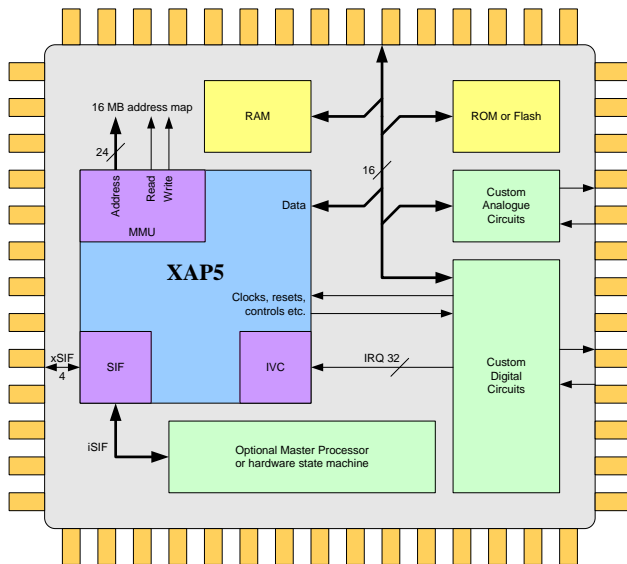 16 MB address map
RAM
ROM or Flash
24
16
Address
Read
Write
MMU
Data
Custom
Analogue
Circuits
XAP5
Clocks, resets,
controls etc.
xSIF
4
SIF
IVC
IRQ 32
Custom
Digital
Circuits
iSIF
Optional Master Processor
or hardware state machine